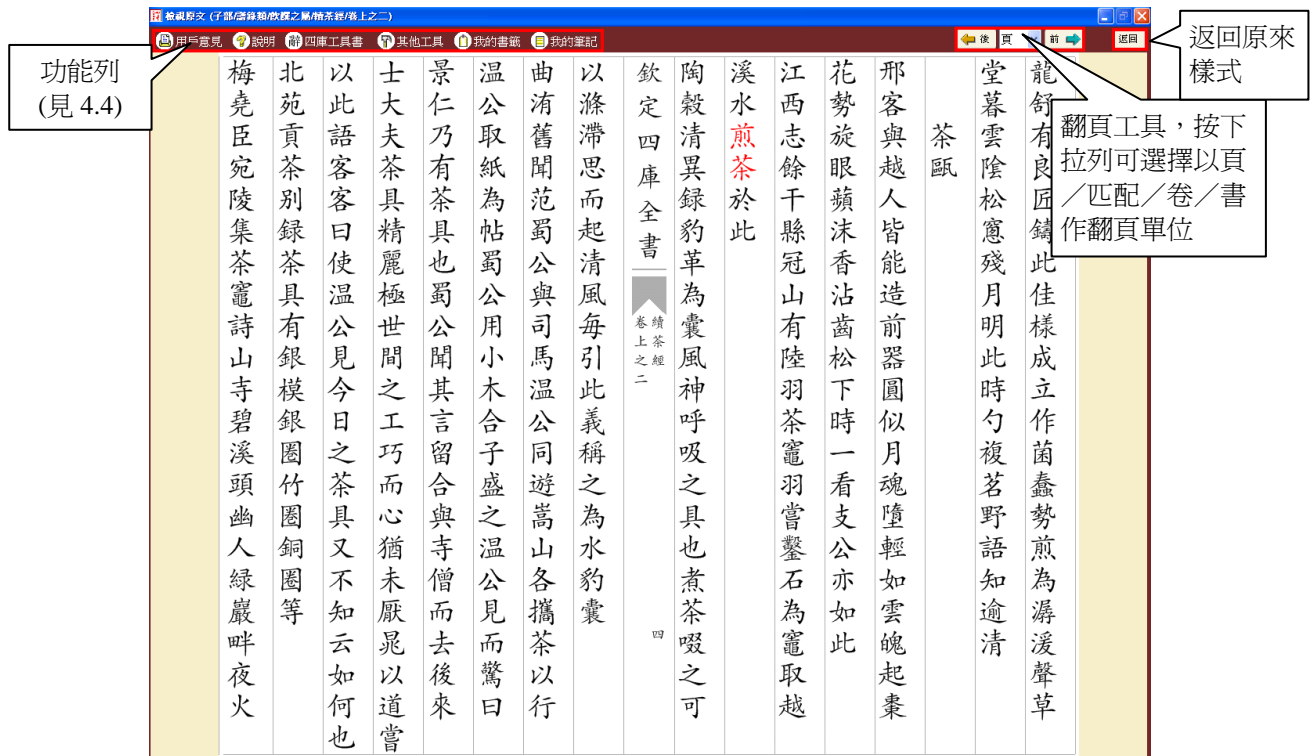 檢視原文 (子部/譜錄類/飲饌之屬/續茶經/卷上之二)
用戶意見 說明 辭 四庫工具書 其他工具 我的書籤 我的筆記 後 頁 前 返回
功能列
(見 4.4)
返回原來
樣式
翻頁工具,按下
拉列可選擇以頁
/匹配/卷/書
作翻頁單位
龍舒有良匠鑄此佳樣成立作菌蠢勢煎為潺湲聲草
堂暮雲陰松窻殘月明此時勺複茗野語知逾清
茶甌
邢客與越人皆能造前器圓似月魂墮輕如雲魄起棗
花勢旋眼蘋沫香沾齒松下時一看支公亦如此
江西志餘干縣冠山有陸羽茶竈羽嘗鑿石為竈取越
溪水煎茶於此
陶穀清異録豹革為囊風神呼吸之具也煮茶啜之可
欽定四庫全書
續茶經
卷上之二
四
以滌滯思而起清風每引此義稱之為水豹囊
曲洧舊聞范蜀公與司馬温公同遊嵩山各攜茶以行
温公取紙為帖蜀公用小木合子盛之温公見而驚曰
景仁乃有茶具也蜀公聞其言留合與寺僧而去後來
士大夫茶具精麗極世間之工巧而心猶未厭晁以道嘗
以此語客客曰使温公見今日之茶具又不知云如何也
北苑貢茶别録茶具有銀模銀圈竹圈銅圈等
梅堯臣宛陵集茶竈詩山寺碧溪頭幽人緑巖畔夜火